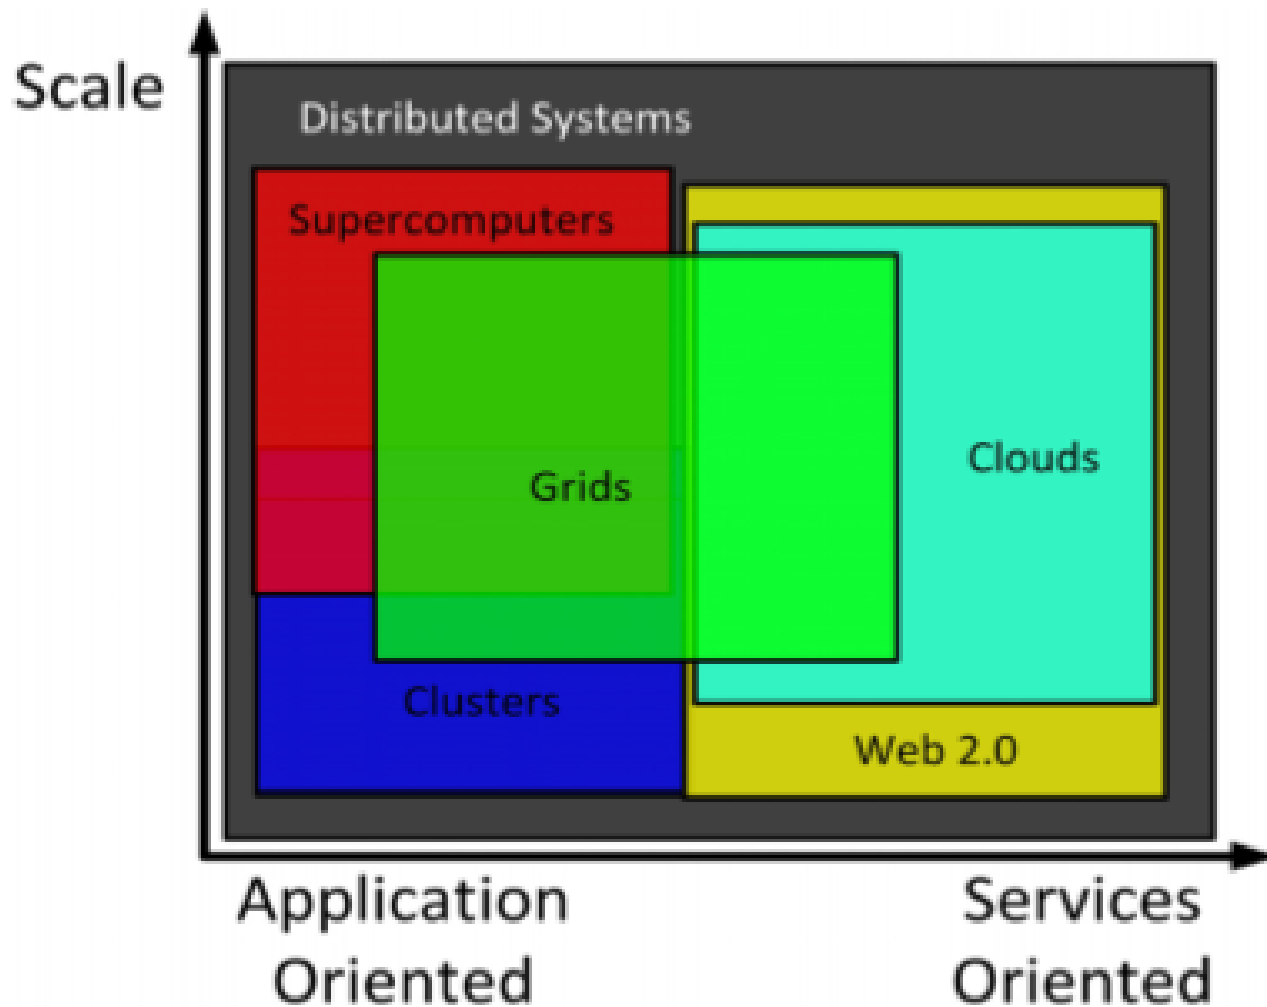 Scale
Distributed Systems
Supercomputers
Grids
Clouds
Clusters
Web 2.0
Application
Oriented
Services
Oriented